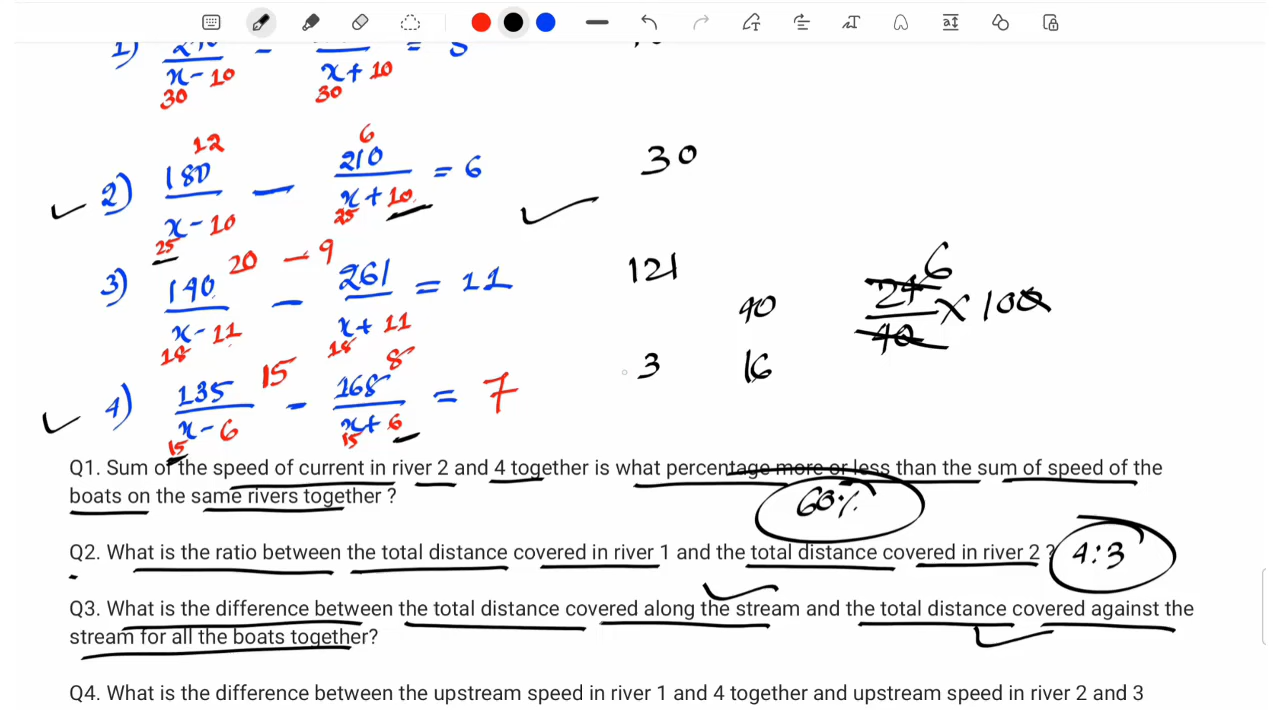 1)
x - 10 x + 10 = 5
30 30
12 6
2) 180 - 210 = 6 30
x - 10 x + 10
25 25
20 - 9
3) 140 - 261 = 11 121
x - 11 x + 11 40 24 6 × 100
18 18 40
15 8 3 16
4) 135 - 168 = 7
x - 6 x + 6
15 15
Q1. Sum of the speed of current in river 2 and 4 together is what percentage more or less than the sum of speed of the
boats on the same rivers together ?
60%
Q2. What is the ratio between the total distance covered in river 1 and the total distance covered in river 2 ? 4:3
Q3. What is the difference between the total distance covered along the stream and the total distance covered against the
stream for all the boats together?
Q4. What is the difference between the upstream speed in river 1 and 4 together and upstream speed in river 2 and 3